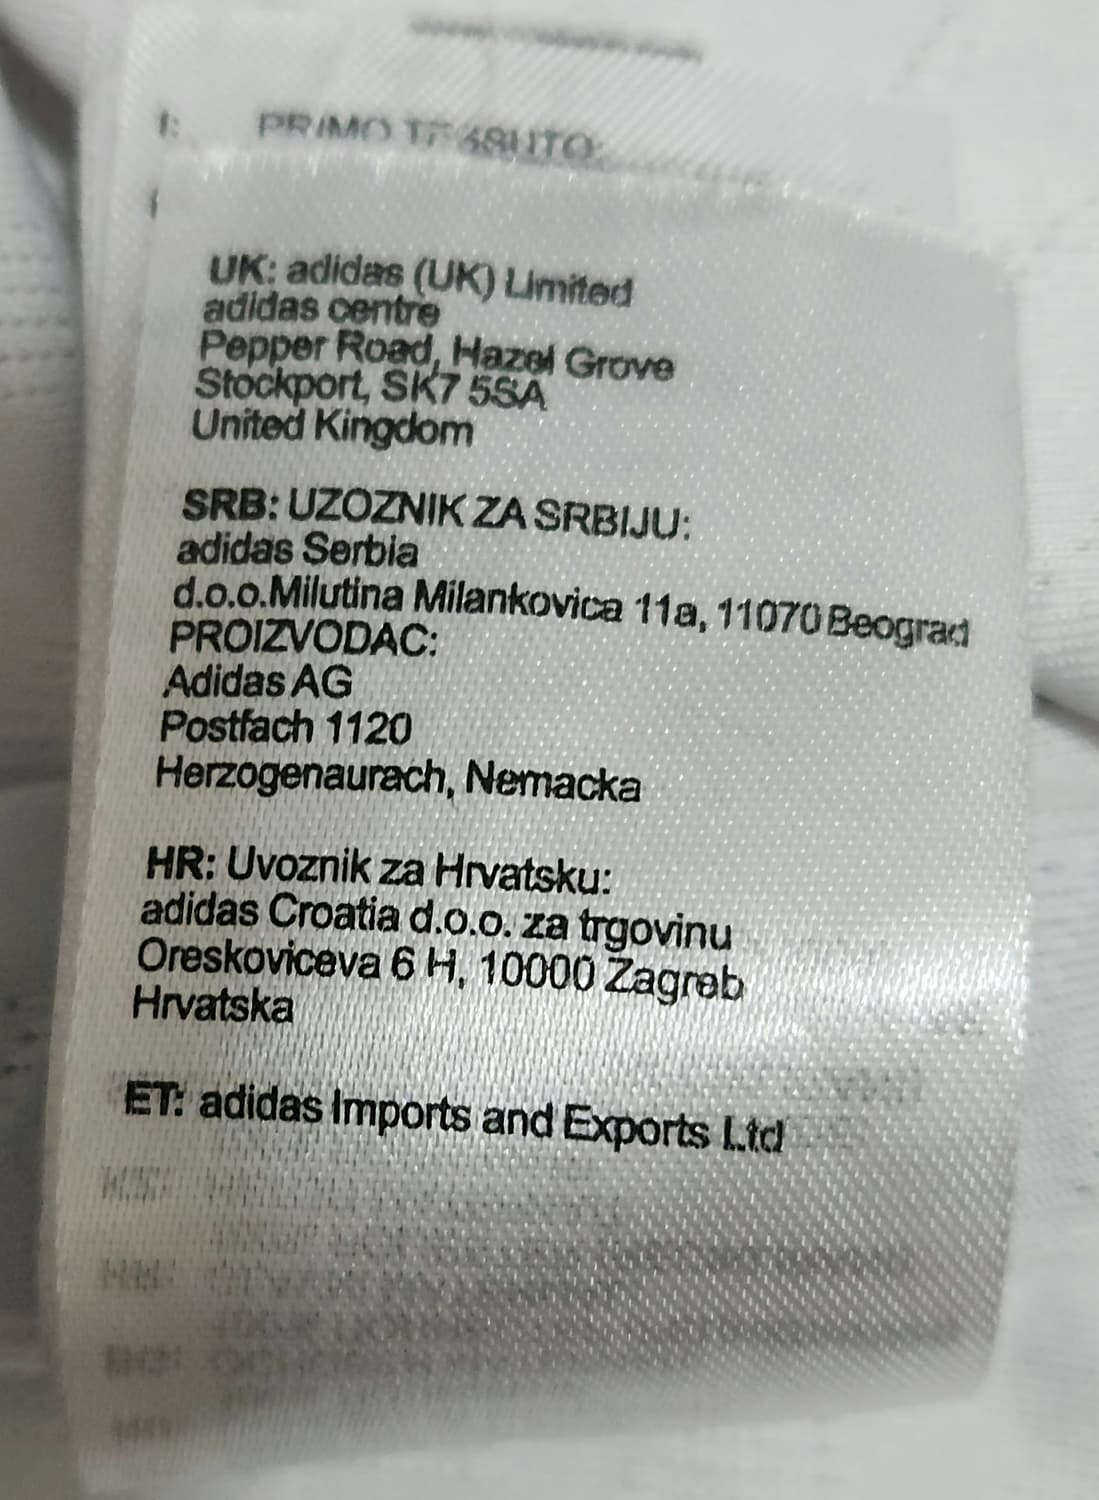 I:
PRIMO TESSUTO:
UK: adidas (UK) Limited
adidas centre
Pepper Road, Hazel Grove
Stockport, SK7 5SA
United Kingdom
SRB: UZOZNIK ZA SRBIJU:
adidas Serbia
d.o.o.Milutina Milankovica 11a, 11070 Beograd
PROIZVODAC:
Adidas AG
Postfach 1120
Herzogenaurach, Nemacka
HR: Uvoznik za Hrvatsku:
adidas Croatia d.o.o. za trgovinu
Oreskoviceva 6 H, 10000 Zagreb
Hrvatska
ET: adidas Imports and Exports Ltd